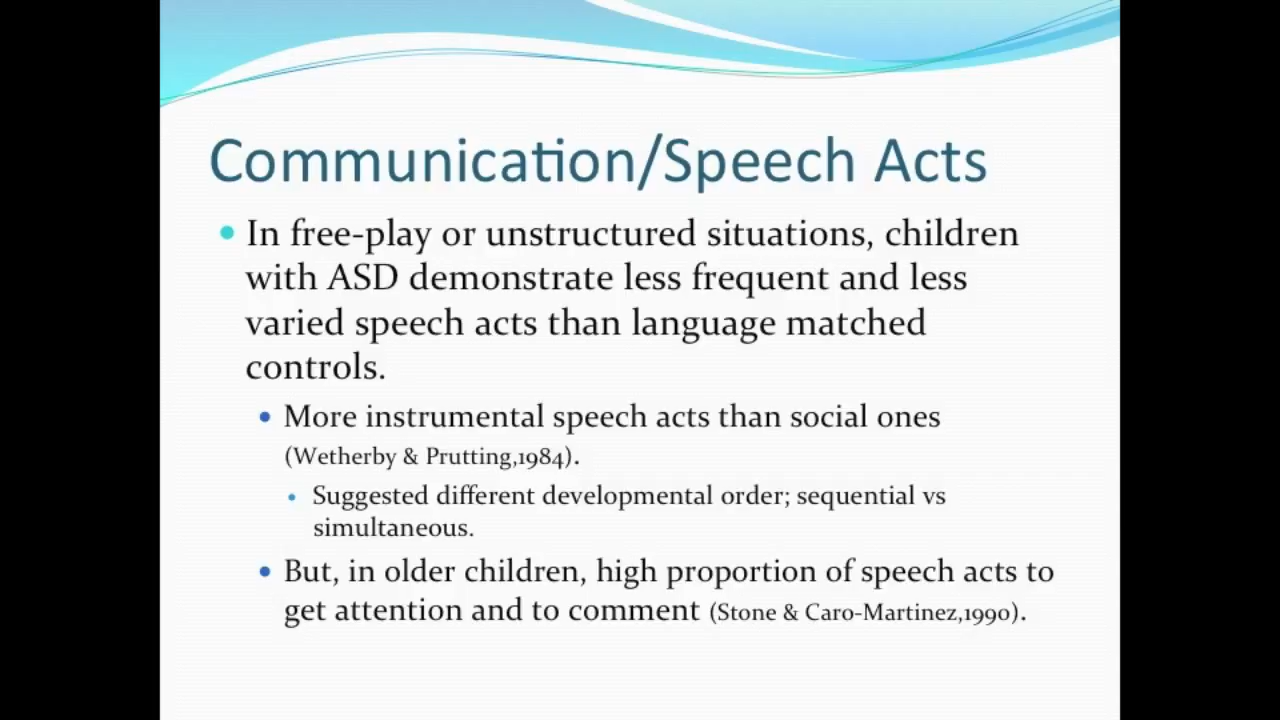 Communication/Speech Acts
• In free-play or unstructured situations, children
with ASD demonstrate less frequent and less
varied speech acts than language matched
controls.
• More instrumental speech acts than social ones
(Wetherby & Prutting,1984).
• Suggested different developmental order; sequential vs
simultaneous.
• But, in older children, high proportion of speech acts to
get attention and to comment (Stone & Caro-Martinez,1990).